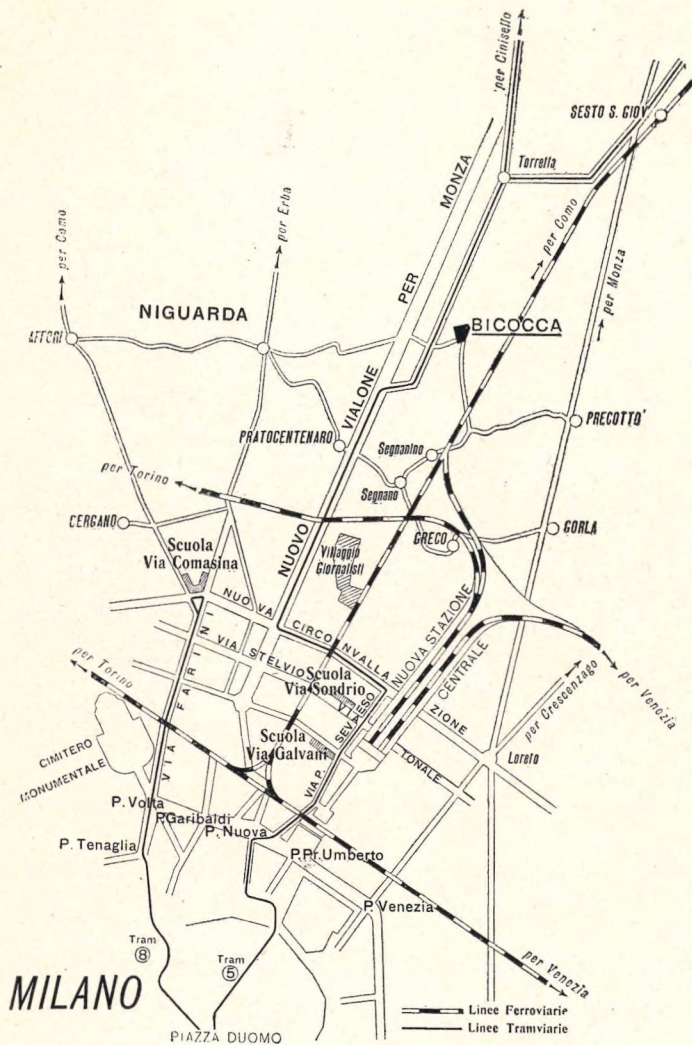 per Cinisello
SESTO S. GIOV.
Torretta
MONZA
per Como
per Erba
per Como
per Monza
NIGUARDA
PER
BICOCCA
AFFORI
VIALONE
PRECOTTO'
PRATOCENTENARO
Segnanino
Segnano
per Torino
CERGANO
GORLA
GRECO
NUOVO
Villaggio
Giornalisti
Scuola
Via Comasina
NUOVA
CIRCONVALLA
ZIONE
NUOVA STAZIONE
CENTRALE
VIA STELVIO
Scuola
Via Sondrio
per Torino
per Venezia
per Crescenzago
VIA FARINI
Scuola
Via Galvani
VIA P.
SEVESO
TONALE
Loreto
CIMITERO
MONUMENTALE
P. Volta
P.Garibaldi
P. Nuova
P. Tenaglia
P.Pr.Umberto
P. Venezia
Tram
8
Tram
5
per Venezia
MILANO
PIAZZA DUOMO
Linee Ferroviarie
Linee Tramviarie